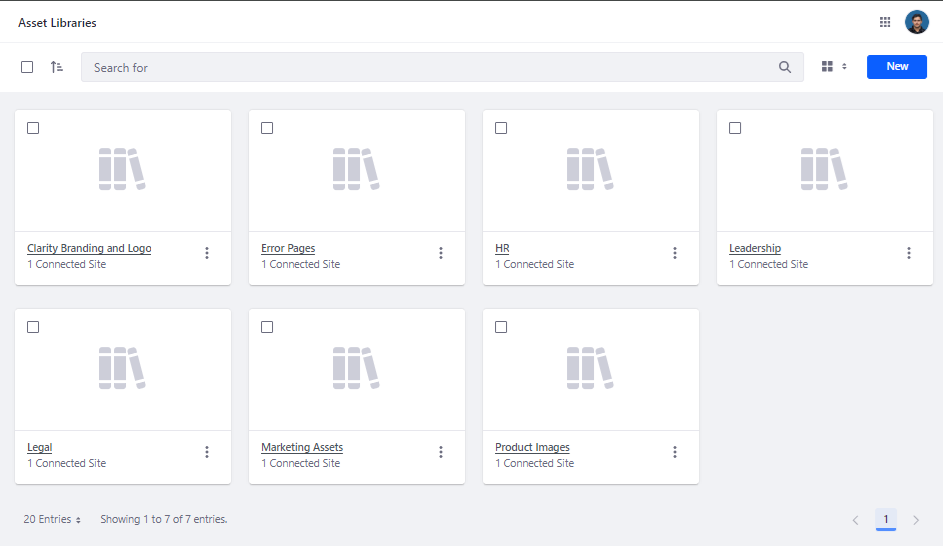 Asset Libraries
Search for
New
Clarity Branding and Logo
1 Connected Site
Error Pages
1 Connected Site
HR
1 Connected Site
Leadership
1 Connected Site
Legal
1 Connected Site
Marketing Assets
1 Connected Site
Product Images
1 Connected Site
20 Entries
Showing 1 to 7 of 7 entries.
1